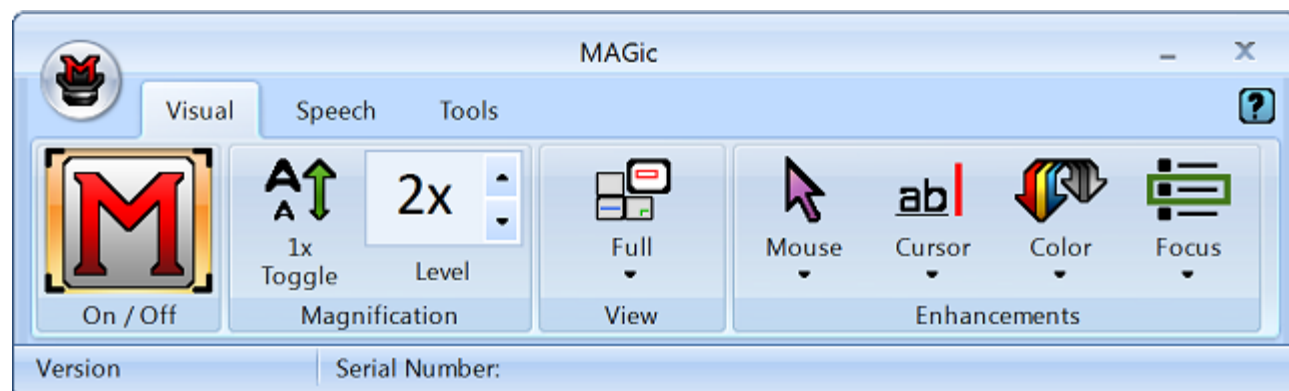 MAGic
Visual Speech Tools
2x
1x
Toggle
Level
Full
Mouse Cursor Color Focus
On / Off Magnification View Enhancements
Version Serial Number:
M
M
A
A
ab
?